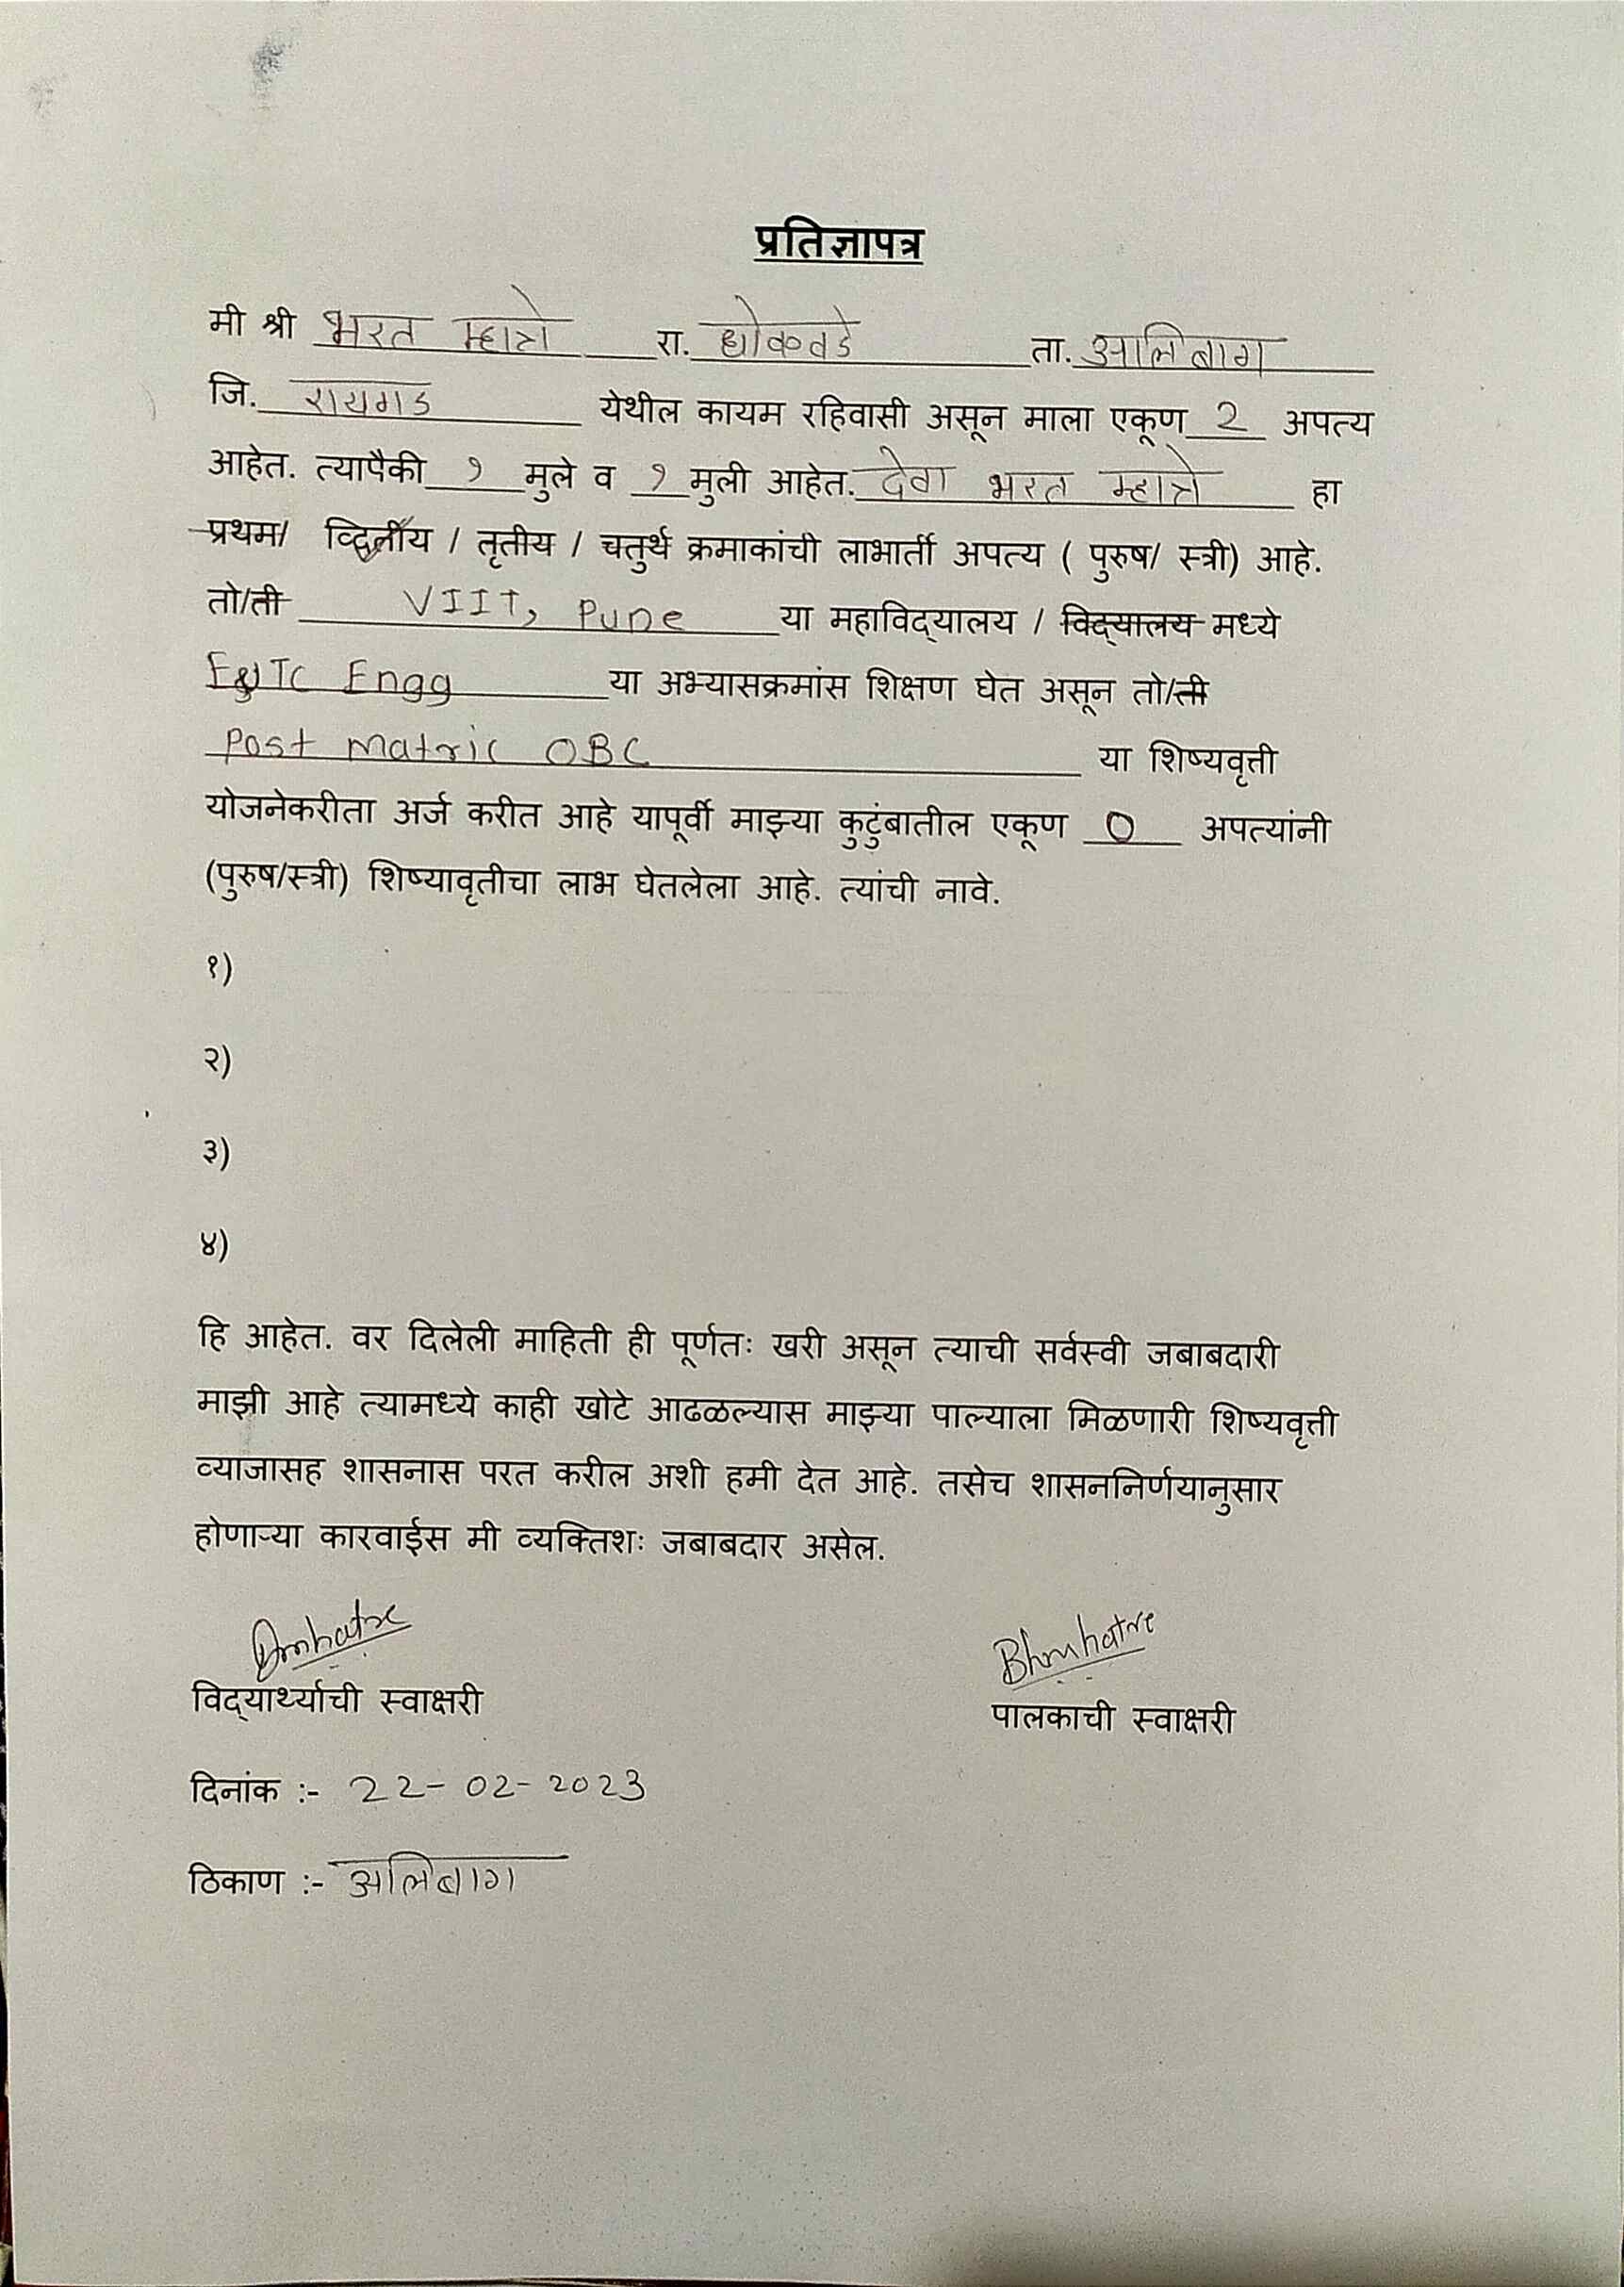 प्रतिज्ञापत्र
मी श्री भरत म्हात्रे रा. धोकवडे ता. अलिबाग
जि. रायगड येथील कायम रहिवासी असून माला एकूण 2 अपत्य
आहेत. त्यापैकी १ मुले व १ मुली आहेत. देवा भरत म्हात्रे हा
प्रथम/ व्दितीय / तृतीय / चतुर्थ क्रमाकांची लाभार्ती अपत्य ( पुरुष/ स्त्री) आहे.
तो/ती VIIT, Pune या महाविद्यालय / विद्यालय मध्ये
E&TC Engg या अभ्यासक्रमांस शिक्षण घेत असून तो/ती
Post Matric OBC या शिष्यवृत्ती
योजनेकरीता अर्ज करीत आहे यापूर्वी माझ्या कुटुंबातील एकूण 0 अपत्यांनी
(पुरुष/स्त्री) शिष्यावृतीचा लाभ घेतलेला आहे. त्यांची नावे.
१)
२)
३)
४)
हि आहेत. वर दिलेली माहिती ही पूर्णतः खरी असून त्याची सर्वस्वी जबाबदारी
माझी आहे त्यामध्ये काही खोटे आढळल्यास माझ्या पाल्याला मिळणारी शिष्यवृत्ती
व्याजासह शासनास परत करील अशी हमी देत आहे. तसेच शासननिर्णयानुसार
होणाऱ्या कारवाईस मी व्यक्तिशः जबाबदार असेल.
Dmhatre Bhmhatre
विद्यार्थ्याची स्वाक्षरी पालकाची स्वाक्षरी
दिनांक :- 22-02-2023
ठिकाण :- अलिबाग